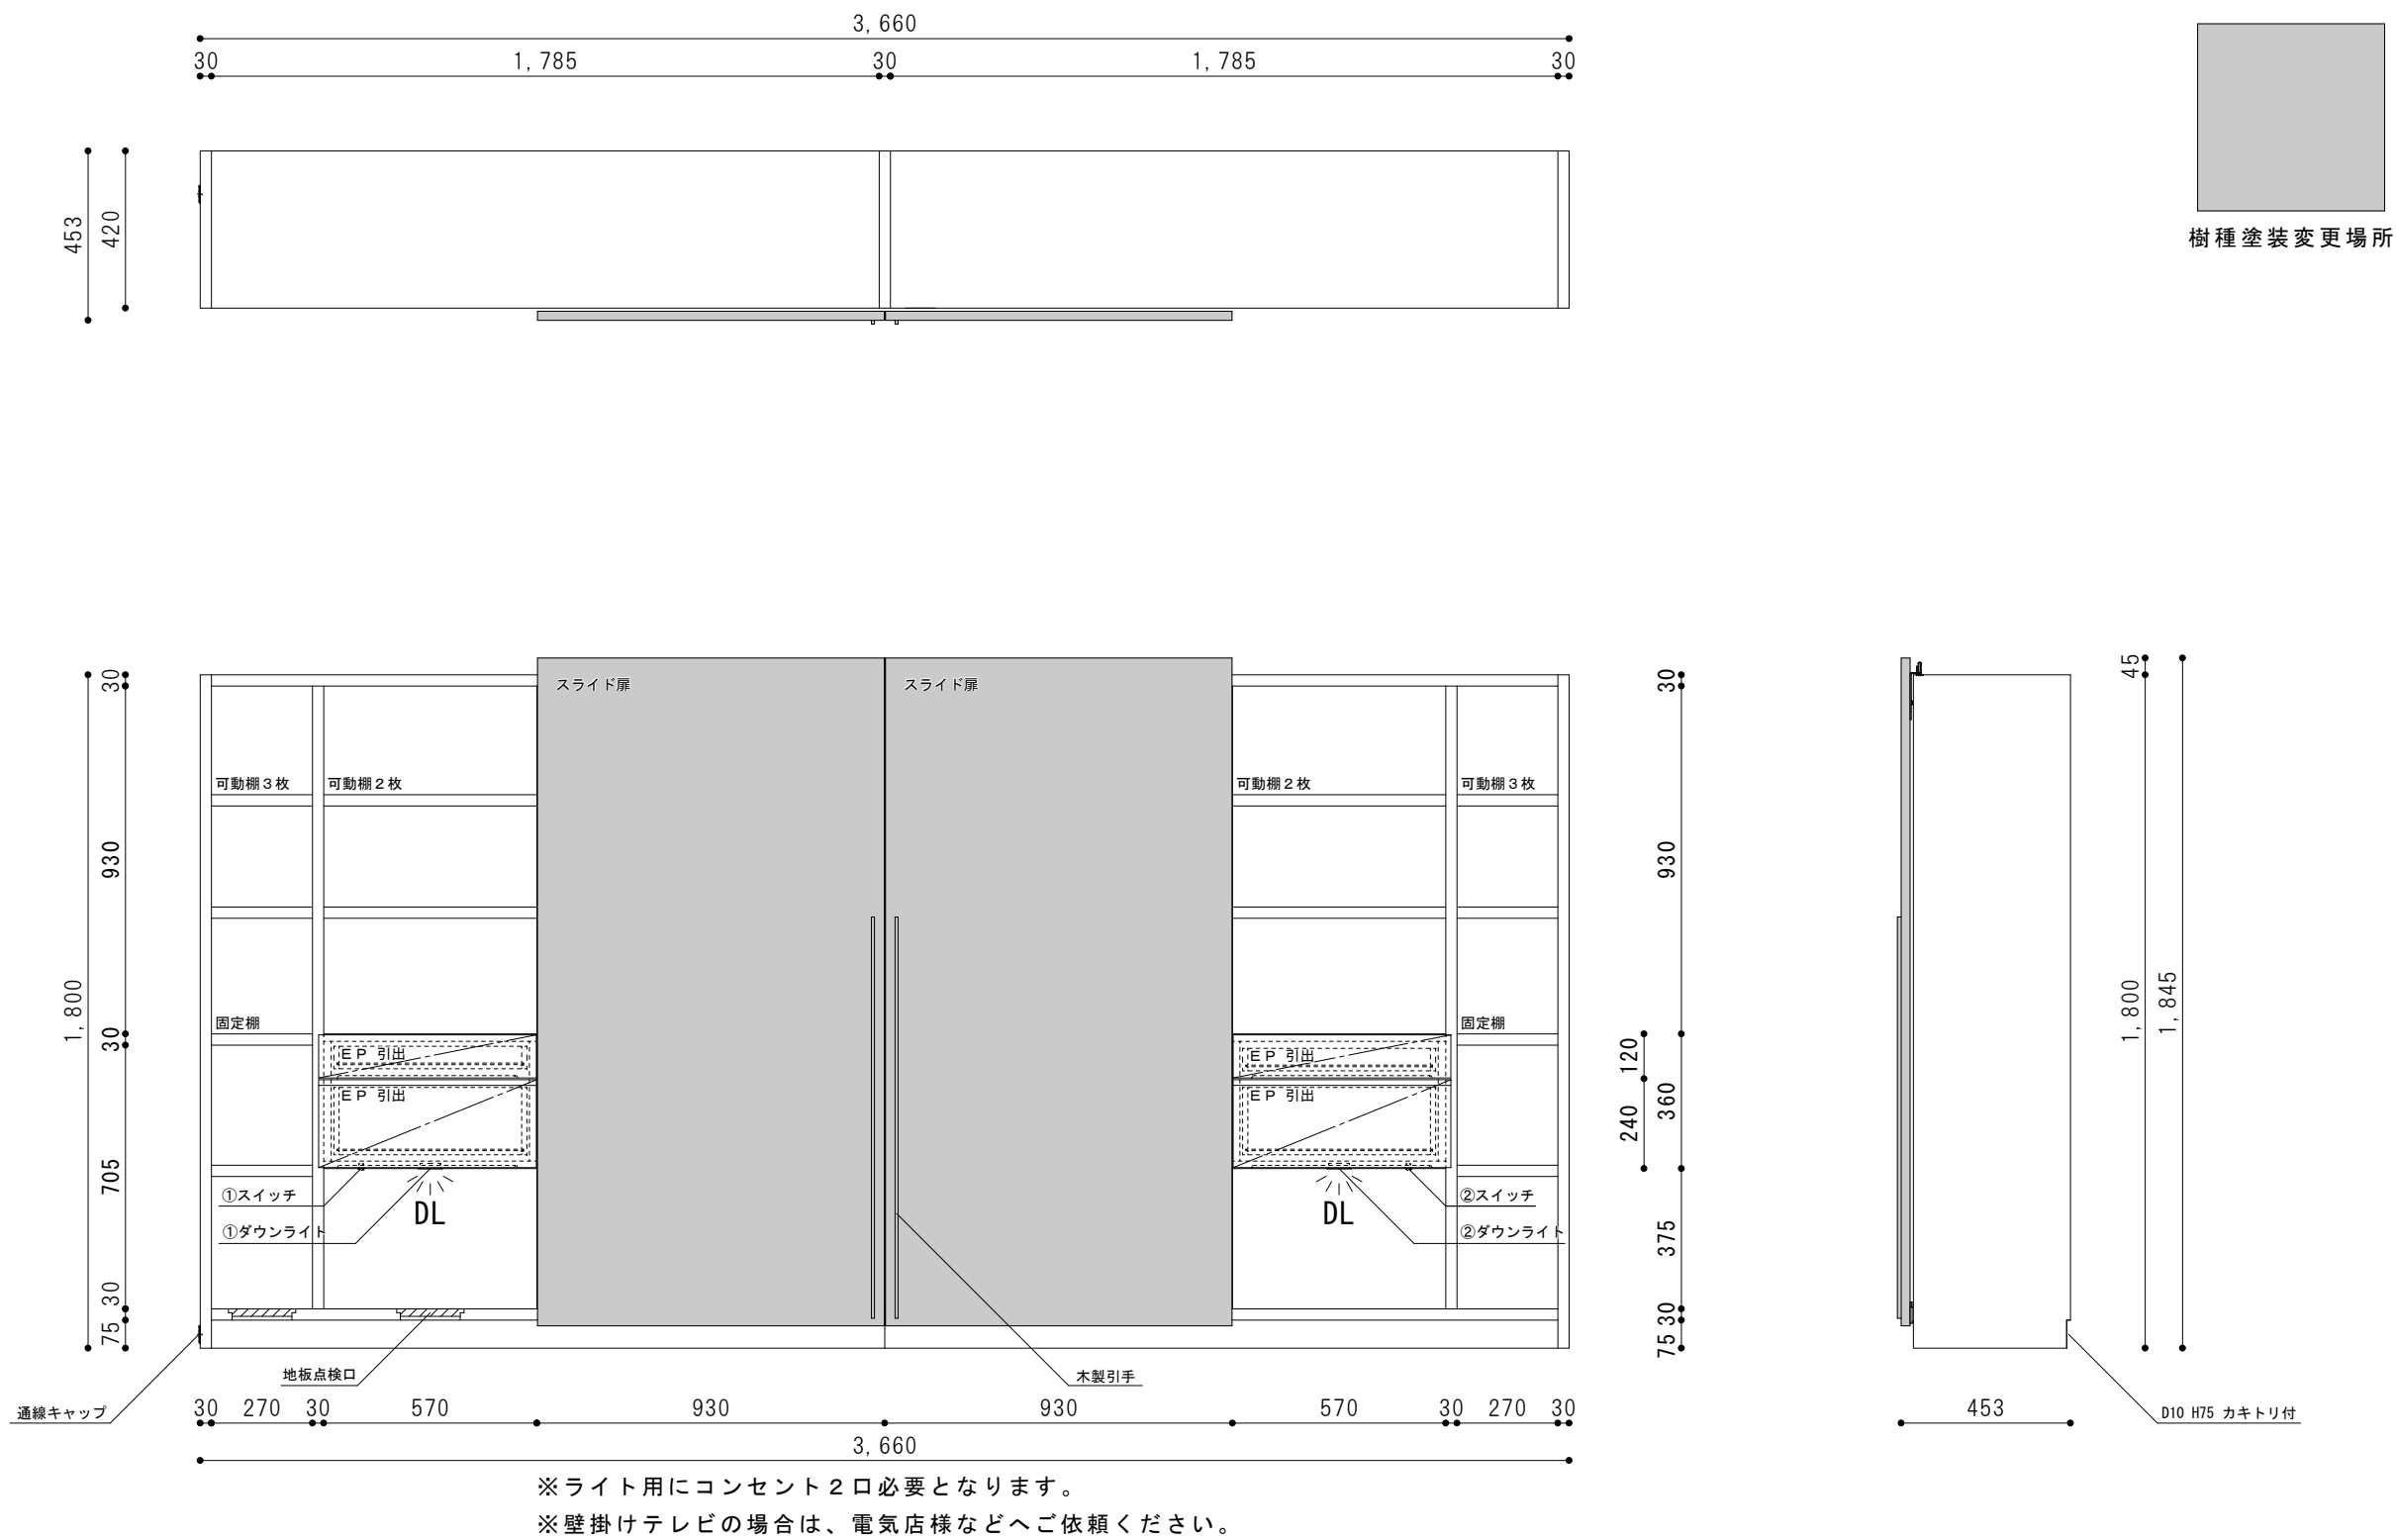 3,660
30 1,785 30 1,785 30
453
420
樹種塗装変更場所
1,800
30
930
30
705
30
75
スライド扉 スライド扉
可動棚3枚 可動棚2枚 可動棚2枚 可動棚3枚
固定棚 固定棚
EP 引出 EP 引出
EP 引出 EP 引出
①スイッチ ②スイッチ
DL DL
①ダウンライト ②ダウンライト
120
240
30
930
360
375
30
75
45
1,800
1,845
地板点検口 木製引手
通線キャップ
30 270 30 570 930 930 570 30 270 30
3,660
453
D10 H75 カキトリ付
※ライト用にコンセント2口必要となります。
※壁掛けテレビの場合は、電気店様などへご依頼ください。